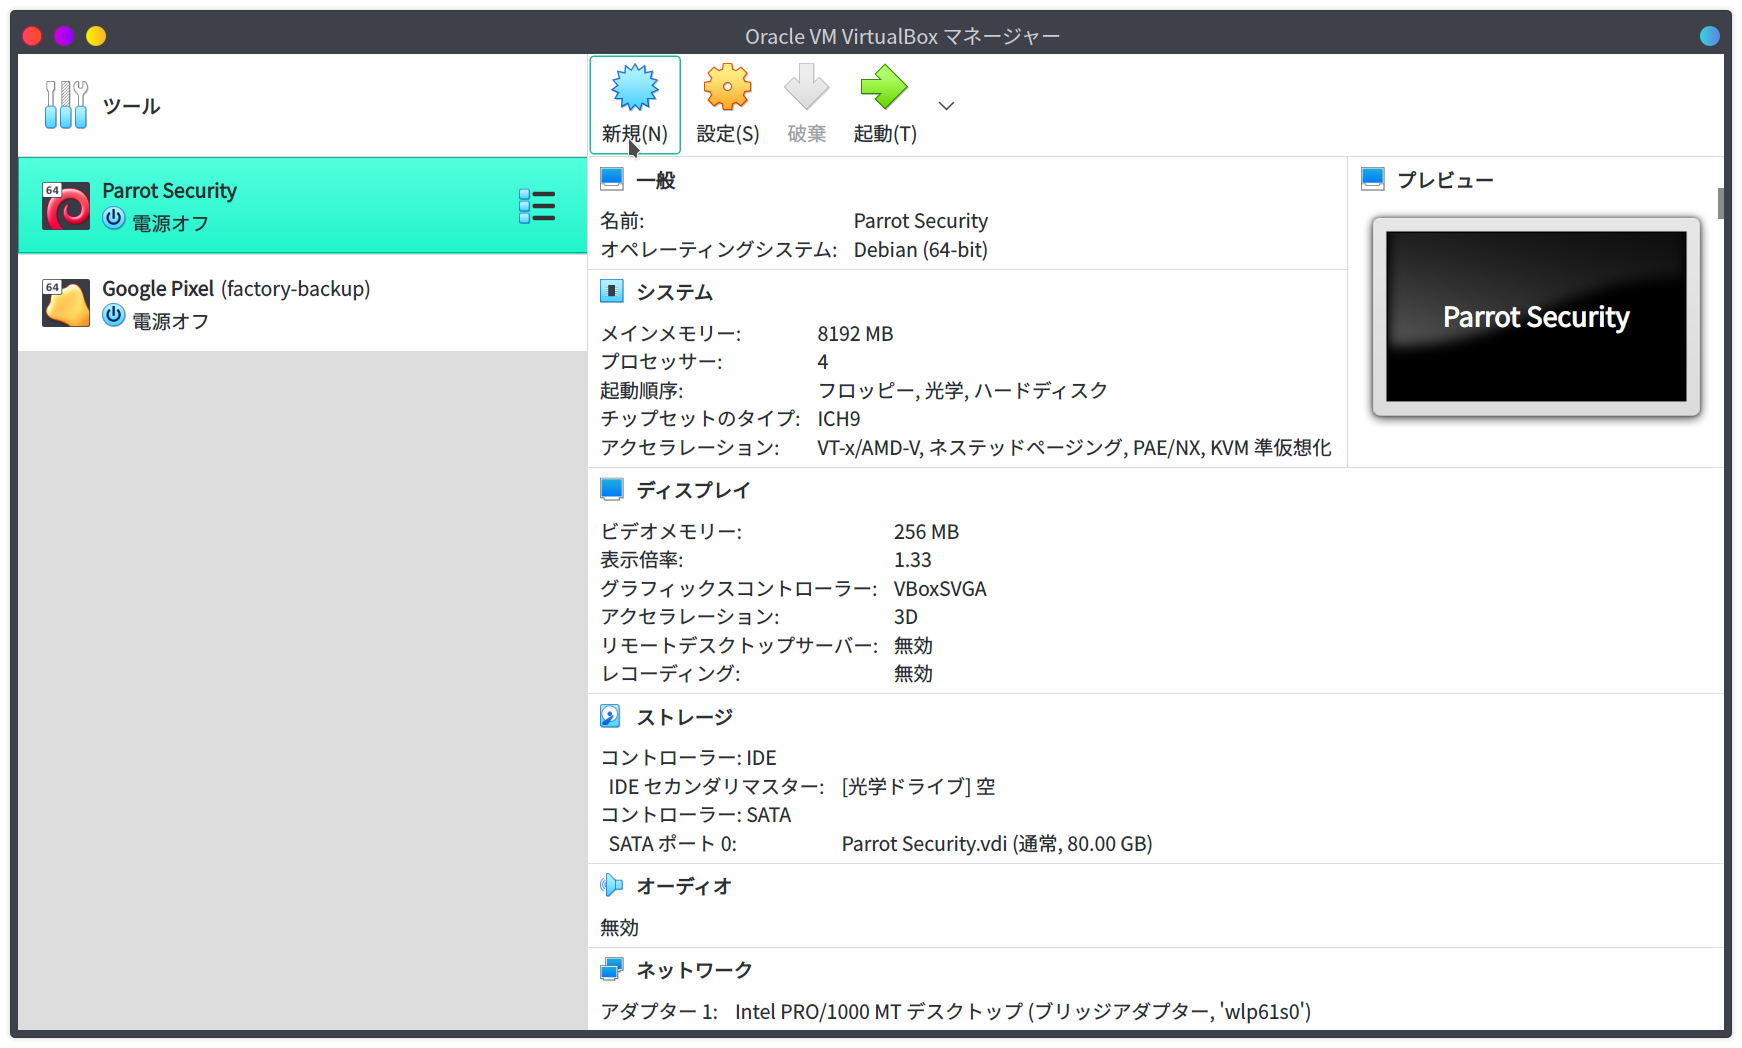 Oracle VM VirtualBox マネージャー
ツール
新規(N)
設定(S)
破棄
起動(T)
64
Parrot Security
電源オフ
64
Google Pixel (factory-backup)
電源オフ
一般
名前: Parrot Security
オペレーティングシステム: Debian (64-bit)
プレビュー
Parrot Security
システム
メインメモリー: 8192 MB
プロセッサー: 4
起動順序: フロッピー, 光学, ハードディスク
チップセットのタイプ: ICH9
アクセラレーション: VT-x/AMD-V, ネステッドページング, PAE/NX, KVM 準仮想化
ディスプレイ
ビデオメモリー: 256 MB
表示倍率: 1.33
グラフィックスコントローラー: VBoxSVGA
アクセラレーション: 3D
リモートデスクトップサーバー: 無効
レコーディング: 無効
ストレージ
コントローラー: IDE
IDE セカンダリマスター: [光学ドライブ] 空
コントローラー: SATA
SATA ポート 0: Parrot Security.vdi (通常, 80.00 GB)
オーディオ
無効
ネットワーク
アダプター 1: Intel PRO/1000 MT デスクトップ (ブリッジアダプター, 'wlp61s0')